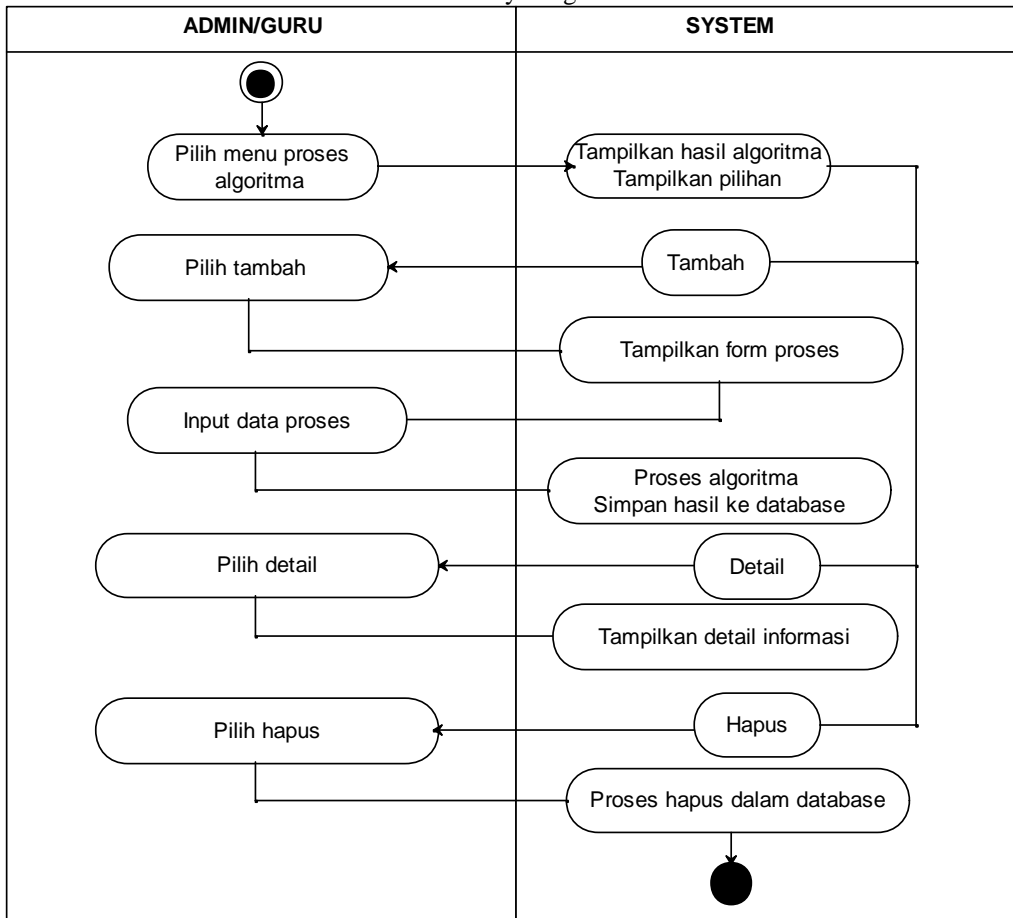 ADMIN/GURU
SYSTEM
Pilih menu proses
algoritma
Tampilkan hasil algoritma
Tampilkan pilihan
Pilih tambah
Tambah
Tampilkan form proses
Input data proses
Proses algoritma
Simpan hasil ke database
Pilih detail
Detail
Tampilkan detail informasi
Pilih hapus
Hapus
Proses hapus dalam database